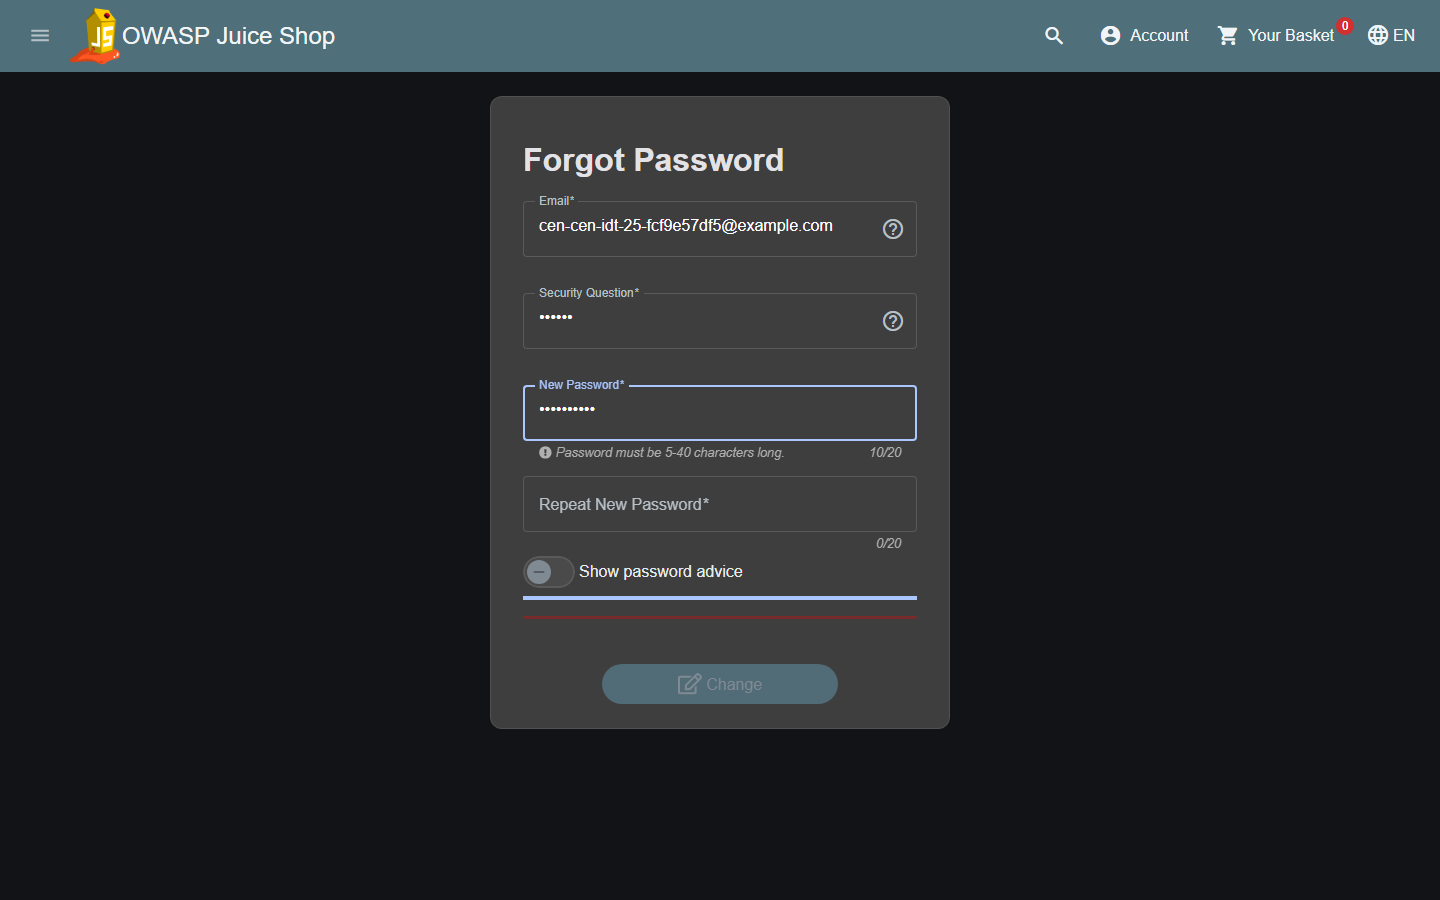 OWASP Juice Shop
Account
Your Basket
0
EN
Forgot Password
Email*
cen-cen-idt-25-fcf9e57df5@example.com
Security Question*
••••••
New Password*
••••••••••
Password must be 5-40 characters long.
10/20
Repeat New Password*
0/20
Show password advice
Change